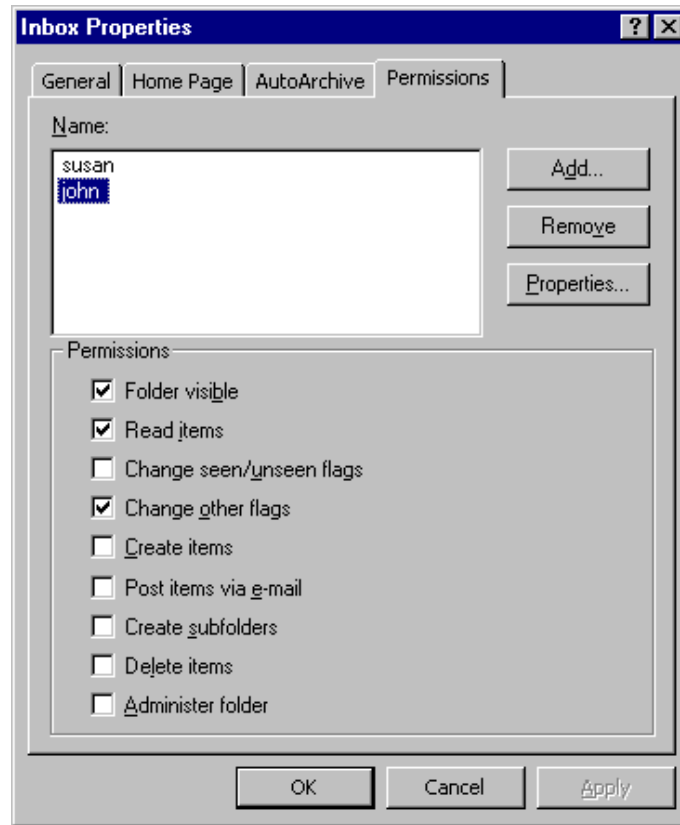 Inbox Properties
General Home Page AutoArchive Permissions
Name:
susan
john
Add...
Remove
Properties...
Permissions
Folder visible
Read items
Change seen/unseen flags
Change other flags
Create items
Post items via e-mail
Create subfolders
Delete items
Administer folder
OK Cancel Apply